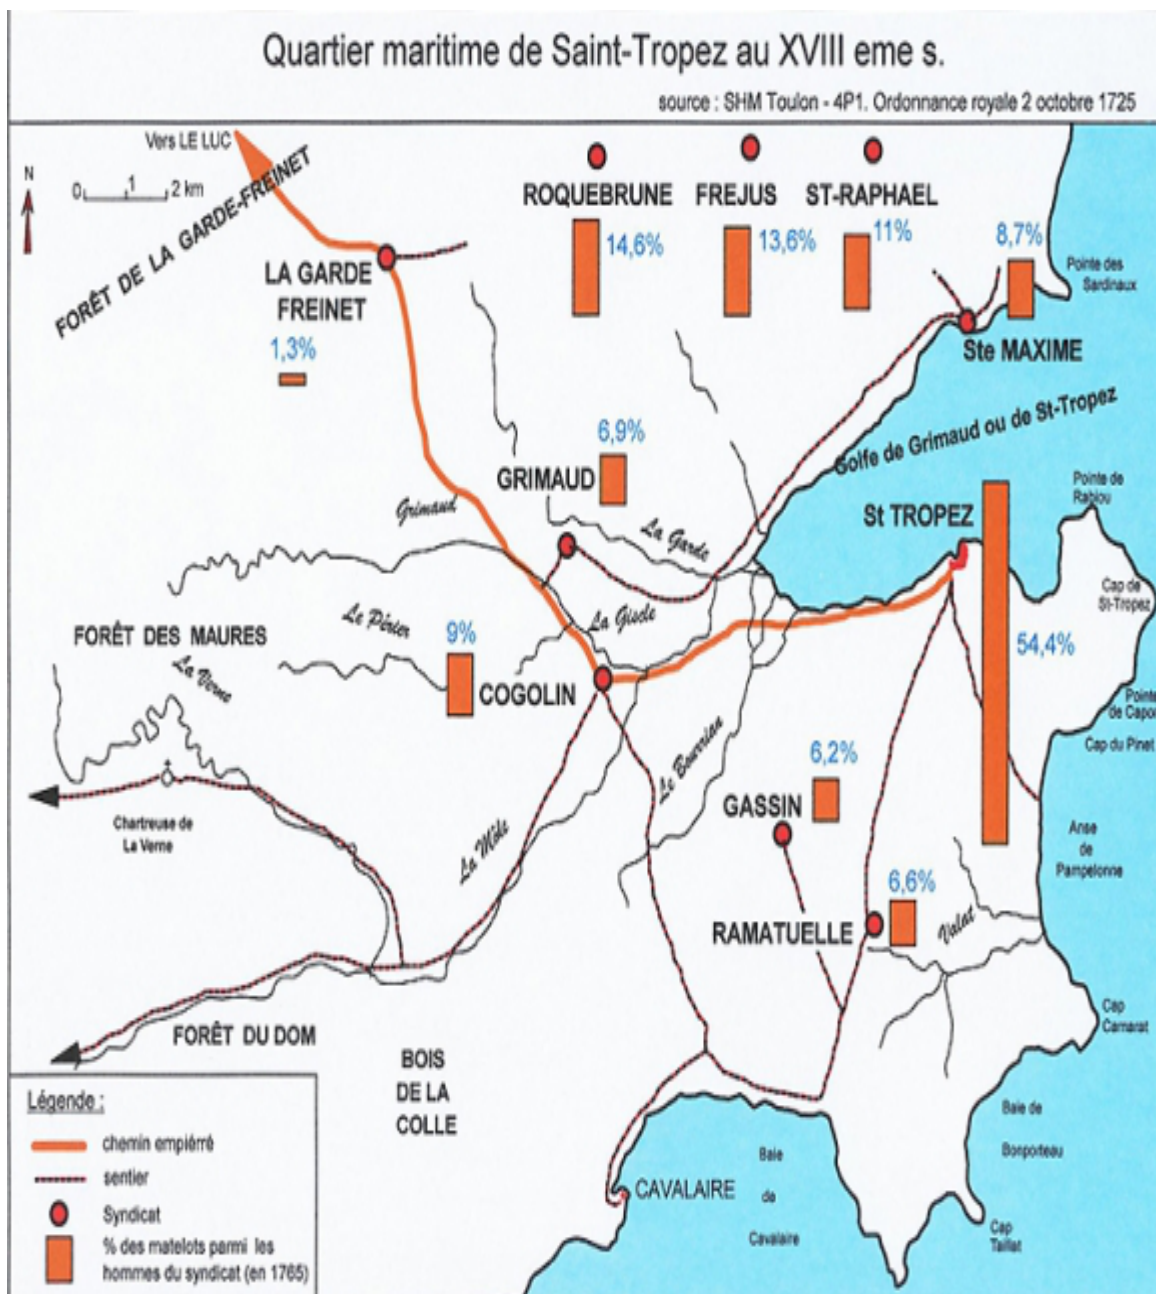 Quartier maritime de Saint-Tropez au XVIII eme s.
source : SHM Toulon - 4P1. Ordonnance royale 2 octobre 1725
Vers LE LUC
N
0 1 2 km
FORÊT DE LA GARDE-FREINET
ROQUEBRUNE
14,6%
FREJUS
13,6%
ST-RAPHAEL
11%
8,7%
Pointe des
Sardinaux
LA GARDE
FREINET
1,3%
Ste MAXIME
Golfe de Grimaud ou de St-Tropez
6,9%
GRIMAUD
Grimaud
La Garde
St TROPEZ
Pointe de
Rabiou
Cap de
St-Tropez
54,4%
La Giscle
Le Périer
FORÊT DES MAURES
La Verne
9%
COGOLIN
Pointe
de Capon
Cap du Pinet
Le Bourrian
6,2%
GASSIN
Chartreuse de
La Verne
La Môle
Anse
de
Pampelonne
6,6%
RAMATUELLE
Valat
Cap
Camarat
FORÊT DU DOM
BOIS
DE LA
COLLE
Baie de
Bonporteau
CAVALAIRE
Baie
de
Cavalaire
Cap
Taillat
Légende :
chemin empiérré
sentier
Syndicat
% des matelots parmi les
hommes du syndicat (en 1765)